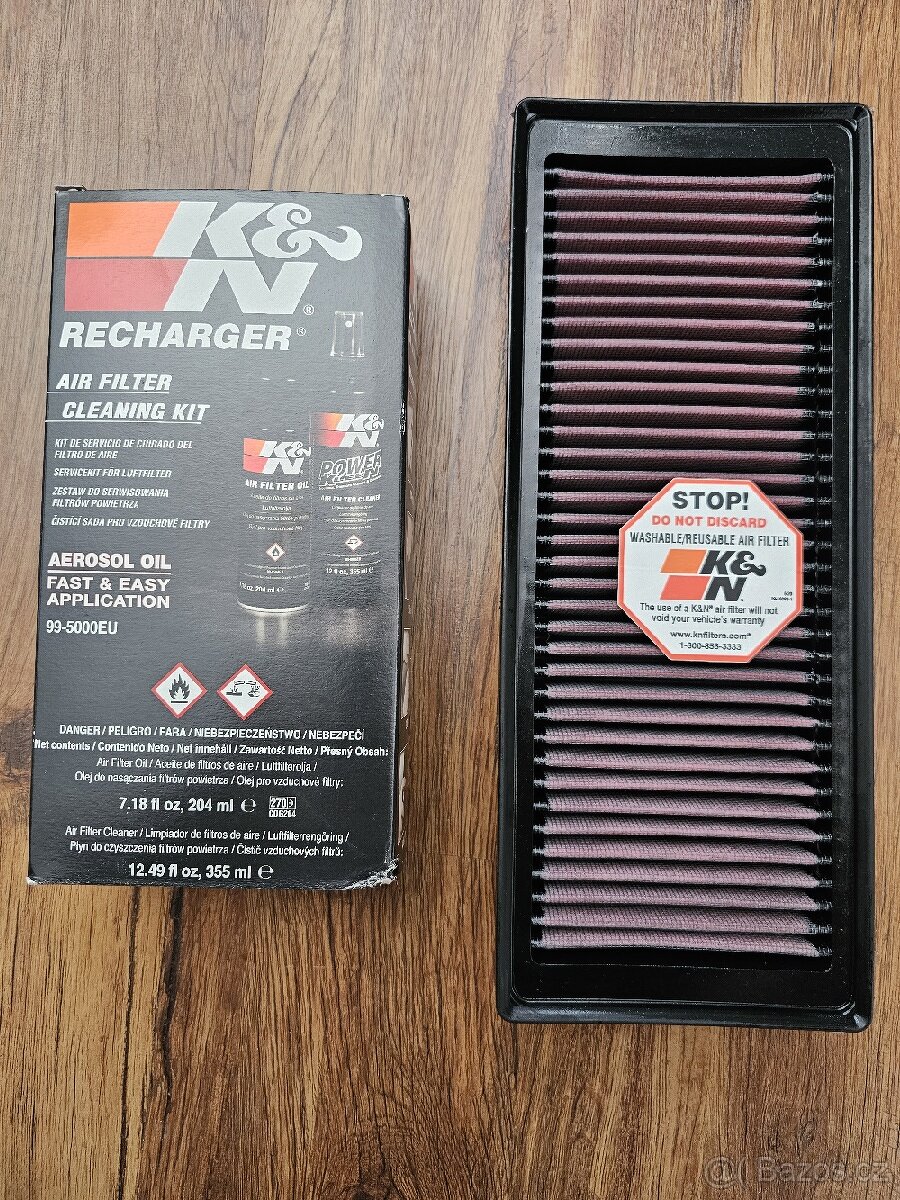 K&N®
RECHARGER®
AIR FILTER
CLEANING KIT
KIT DE SERVICIO DE CUIDADO DEL
FILTRO DE AIRE
SERVICEKIT FÖR LUFTFILTER
ZESTAW DO SERWISOWANIA
FILTRÓW POWIETRZA
ČISTÍCÍ SADA PRO VZDUCHOVÉ FILTRY
AEROSOL OIL
FAST & EASY
APPLICATION
99-5000EU
K&N
AIR FILTER OIL
K&N
POWER
AIR FILTER CLEANER
DANGER / PELIGRO / FARA / NIEBEZPIECZEŃSTWO / NEBEZPEČÍ
Net contents / Contenido Neto / Net innehåll / Zawartość Netto / Přesný Obsah:
Air Filter Oil / Aceite de filtros de aire / Luftfilterolja /
Olej do nasączania filtrów powietrza / Olej pro vzduchové filtry:
7.18 fl oz, 204 ml ℮
Air Filter Cleaner / Limpiador de filtros de aire / Luftfilterrengöring /
Płyn do czyszczenia filtrów powietrza / Čistič vzduchových filtrů:
12.49 fl oz, 355 ml ℮
STOP!
DO NOT DISCARD
WASHABLE/REUSABLE AIR FILTER
K&N
The use of a K&N® air filter will not
void your vehicle's warranty
www.knfilters.com®
1-800-858-3333
Bazos.cz